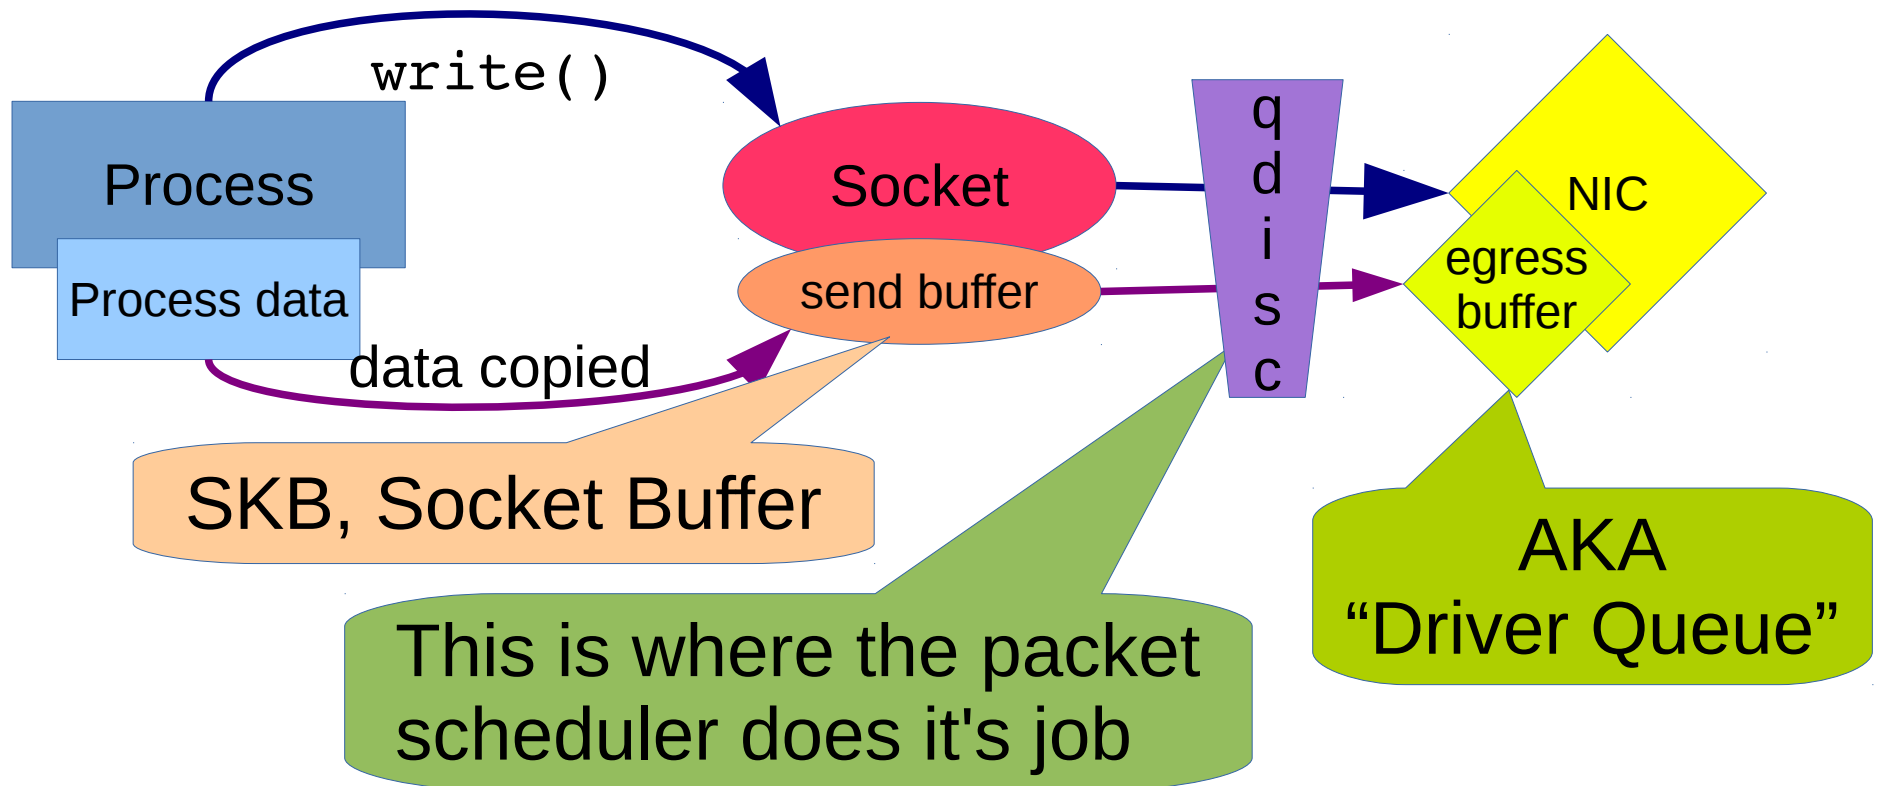 write()
Process
Process data
data copied
Socket
send buffer
q
d
i
s
c
NIC
egress
buffer
SKB, Socket Buffer
This is where the packet
scheduler does it's job
AKA
“Driver Queue”